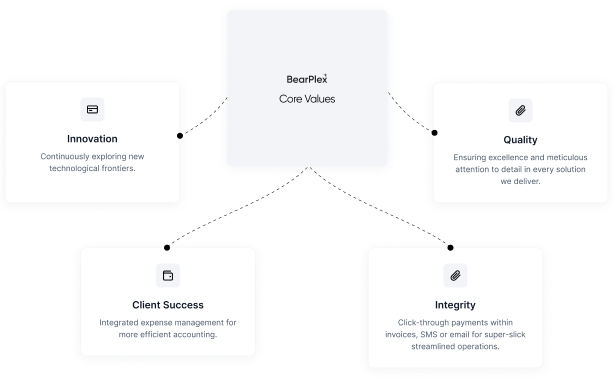 BearPlex
Core Values
Innovation
Continuously exploring new
technological frontiers.
Quality
Ensuring excellence and meticulous
attention to detail in every solution
we deliver.
Client Success
Integrated expense management for
more efficient accounting.
Integrity
Click-through payments within
invoices, SMS or email for super-slick
streamlined operations.